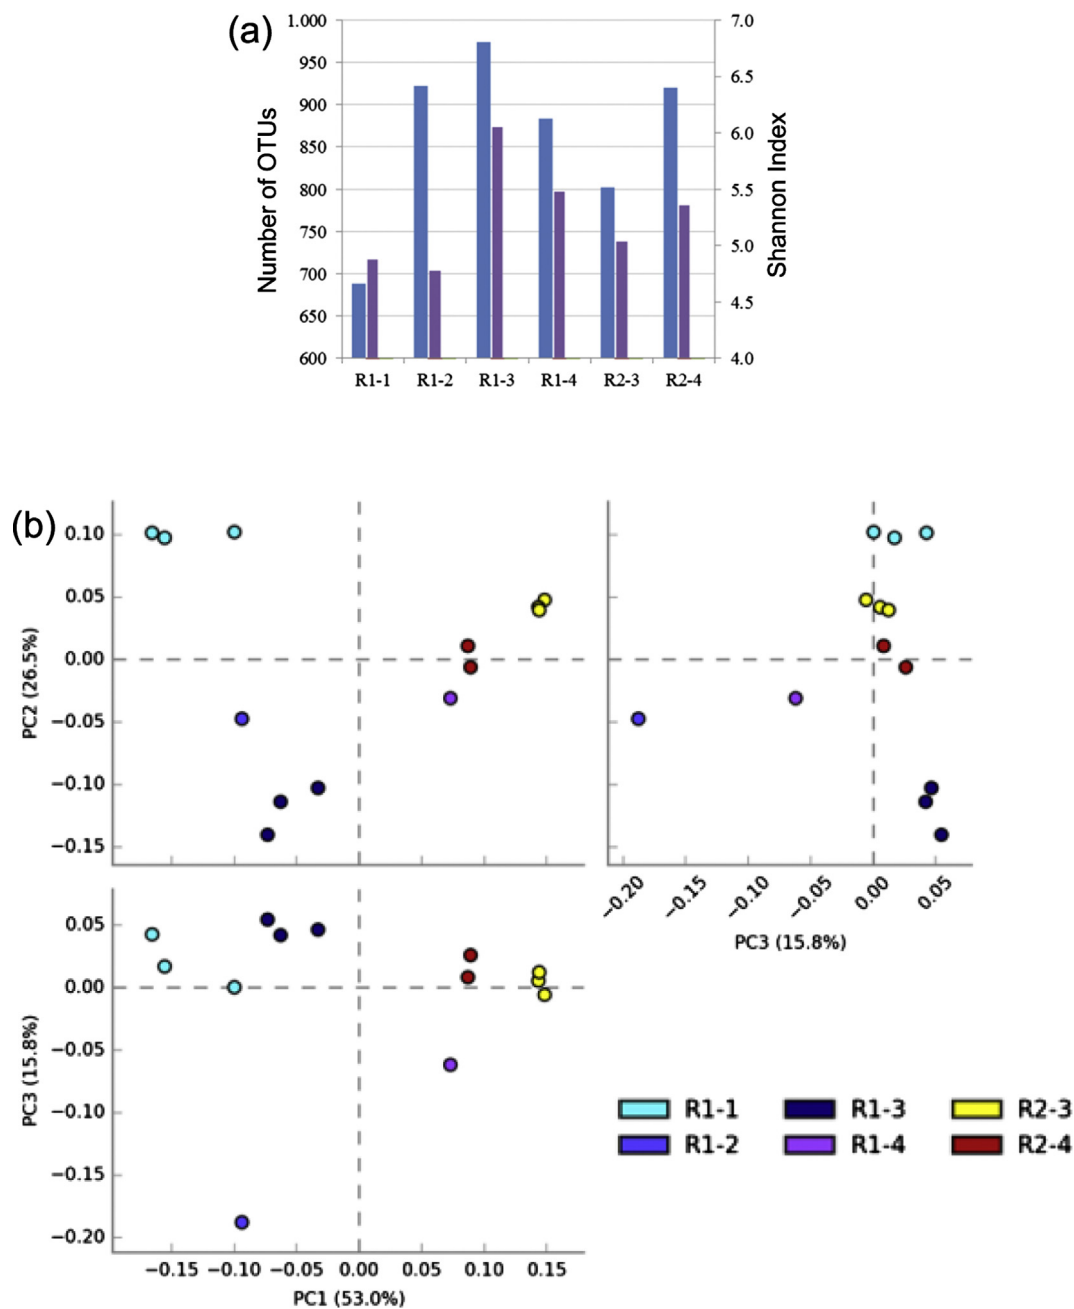 (a)
1.000
950
900
850
800
750
700
650
600
Number of OTUs
7.0
6.5
6.0
5.5
5.0
4.5
4.0
Shannon Index
R1-1 R1-2 R1-3 R1-4 R2-3 R2-4
(b)
0.10
0.05
0.00
−0.05
−0.10
−0.15
PC2 (26.5%)
−0.20 −0.15 −0.10 −0.05 0.00 0.05
PC3 (15.8%)
0.05
0.00
−0.05
−0.10
−0.15
−0.20
PC3 (15.8%)
−0.15 −0.10 −0.05 0.00 0.05 0.10 0.15
PC1 (53.0%)
R1-1 R1-3 R2-3
R1-2 R1-4 R2-4